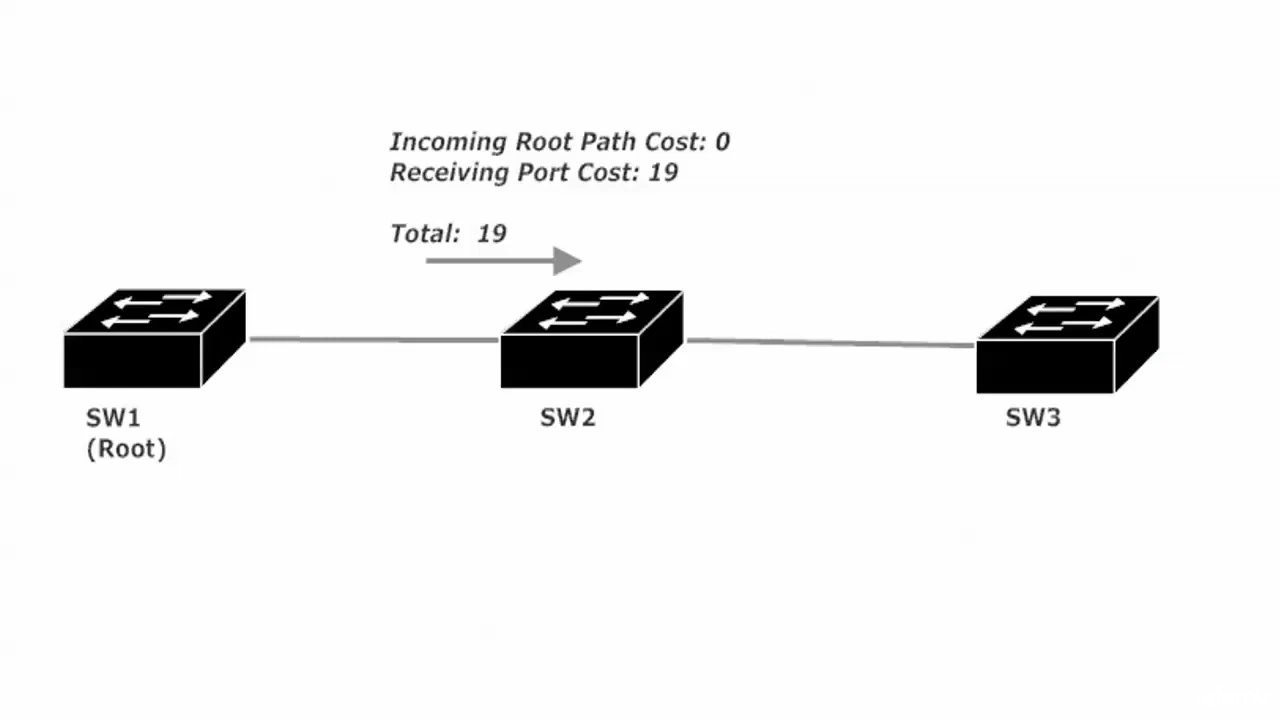 Incoming Root Path Cost: 0
Receiving Port Cost: 19
Total: 19
SW1
(Root)
SW2
SW3